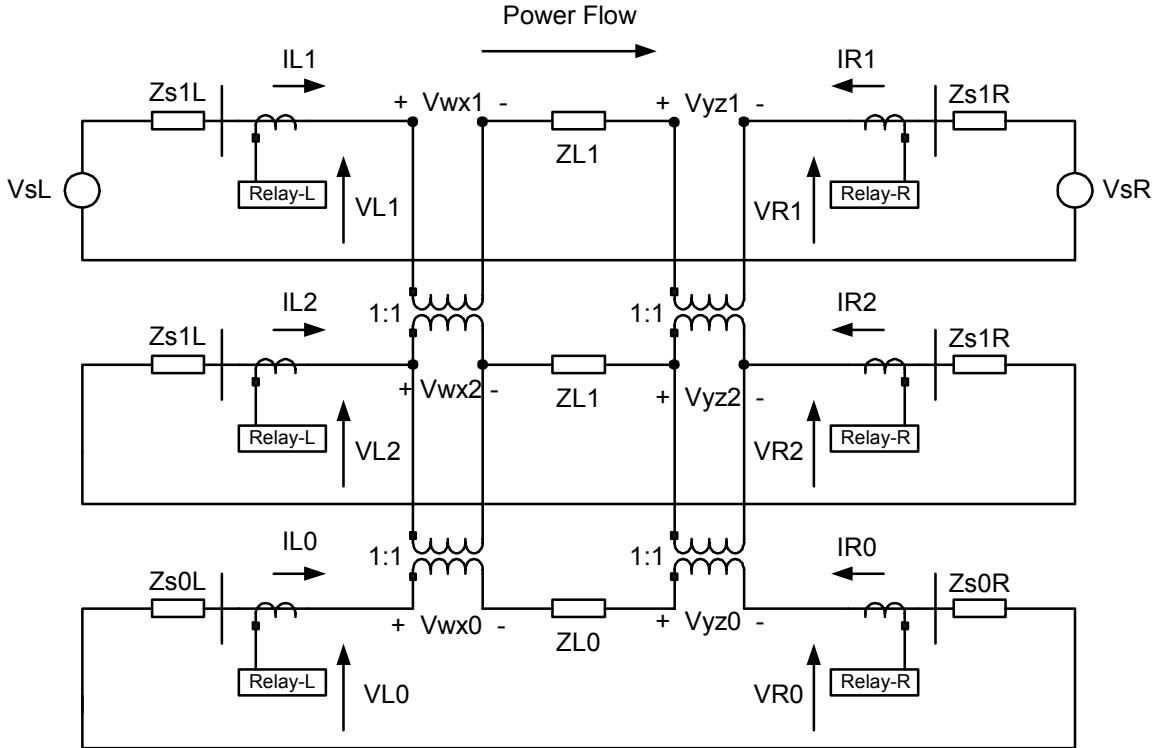 Power Flow
IL1
IR1
Zs1L
+ Vwx1 -
+ Vyz1 -
Zs1R
ZL1
VsL
Relay-L
VL1
VR1
Relay-R
VsR
IL2
1:1
1:1
IR2
Zs1L
Zs1R
+ Vwx2 -
ZL1
+ Vyz2 -
Relay-L
VL2
VR2
Relay-R
IL0
1:1
1:1
IR0
Zs0L
Zs0R
+ Vwx0 -
ZL0
+ Vyz0 -
Relay-L
VL0
VR0
Relay-R